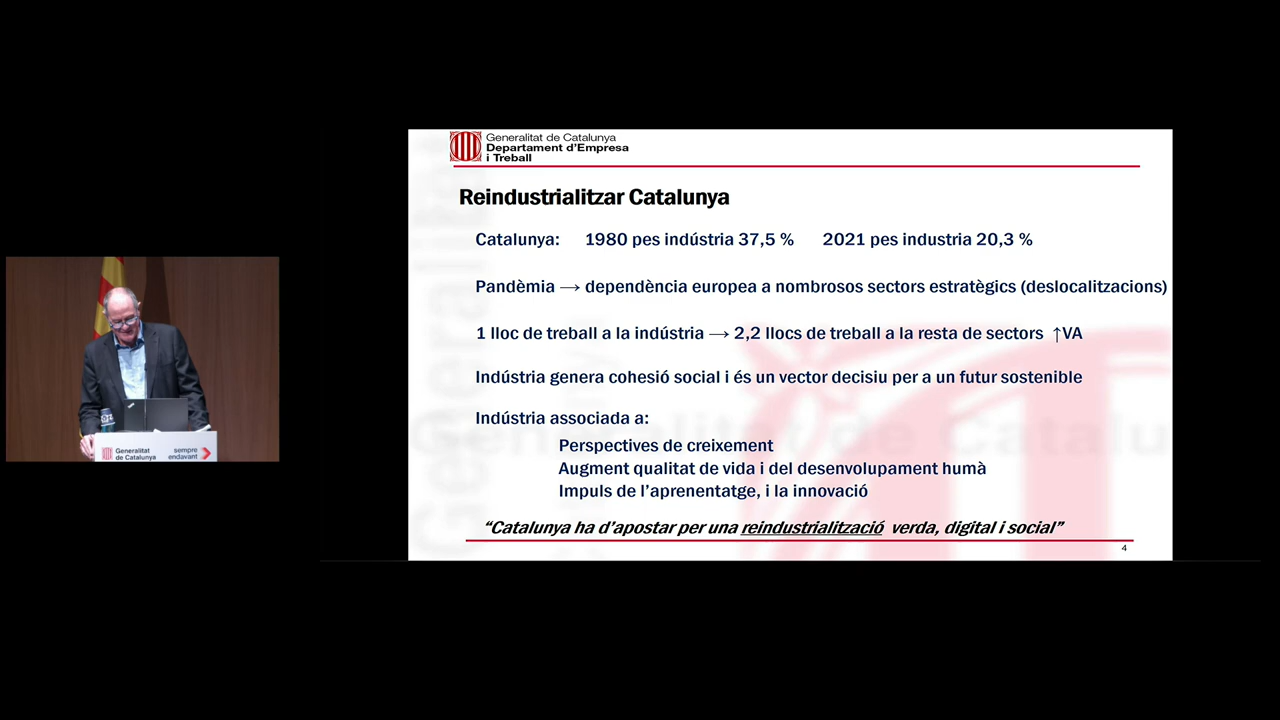 Generalitat de Catalunya
Departament d'Empresa
i Treball
Reindustrialitzar Catalunya
Catalunya: 1980 pes indústria 37,5 % 2021 pes industria 20,3 %
Pandèmia → dependència europea a nombrosos sectors estratègics (deslocalitzacions)
1 lloc de treball a la indústria → 2,2 llocs de treball a la resta de sectors ↑VA
Indústria genera cohesió social i és un vector decisiu per a un futur sostenible
Indústria associada a:
Perspectives de creixement
Augment qualitat de vida i del desenvolupament humà
Impuls de l'aprenentatge, i la innovació
“Catalunya ha d'apostar per una reindustrialització verda, digital i social”
4
Generalitat
de Catalunya
sempre
endavant